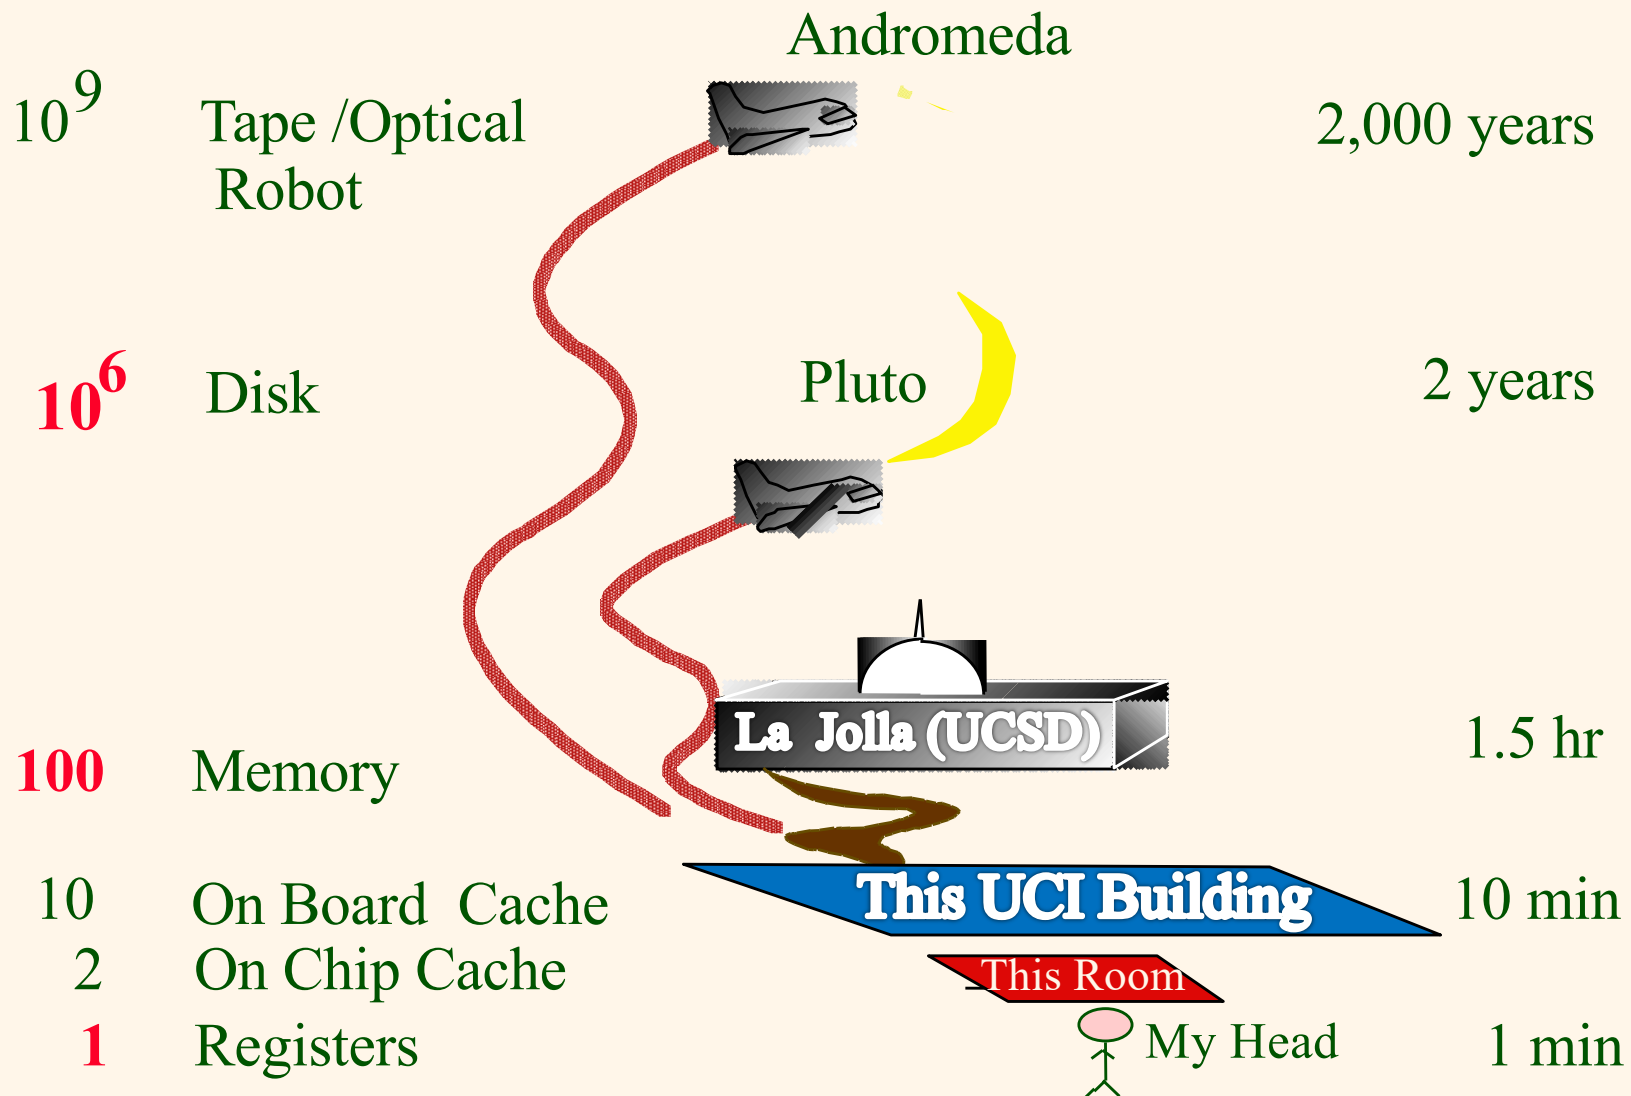 Andromeda
10^9 Tape /Optical Robot 2,000 years
10^6 Disk Pluto 2 years
100 Memory La Jolla (UCSD) 1.5 hr
10 On Board Cache This UCI Building 10 min
2 On Chip Cache This Room
1 Registers My Head 1 min